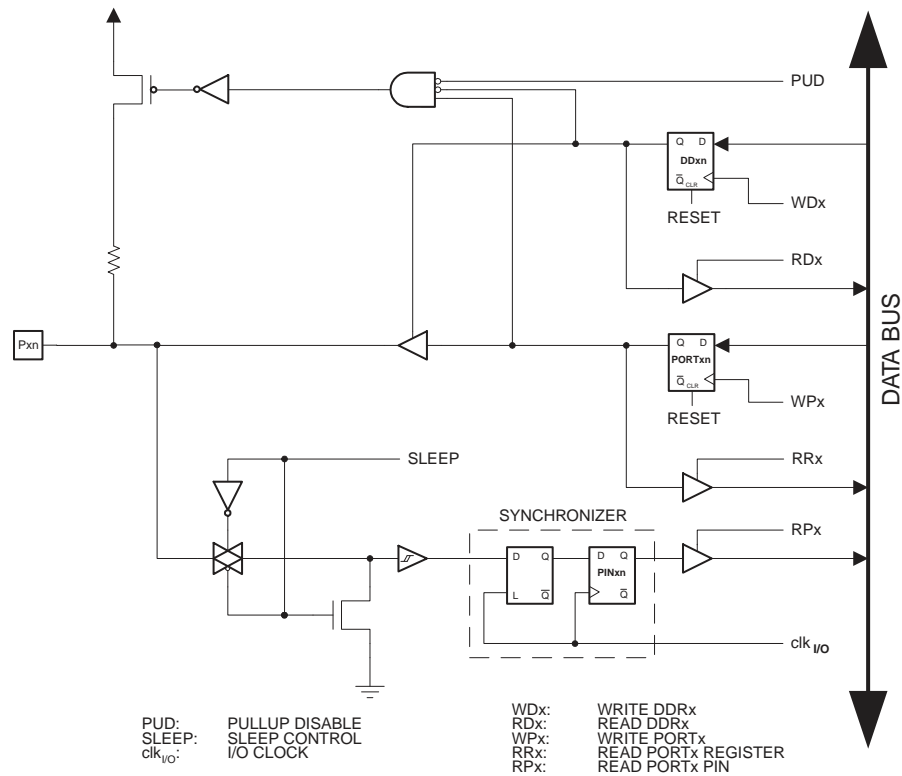 PUD
Q D
DDxn
Q CLR
WDx
RESET
RDx
Pxn
Q D
PORTxn
Q CLR
WPx
RESET
DATA BUS
SLEEP
RRx
SYNCHRONIZER
RPx
D Q
L Q
D Q
PINxn
Q
clk I/O
PUD: PULLUP DISABLE
SLEEP: SLEEP CONTROL
clkI/O: I/O CLOCK
WDx: WRITE DDRx
RDx: READ DDRx
WPx: WRITE PORTx
RRx: READ PORTx REGISTER
RPx: READ PORTx PIN